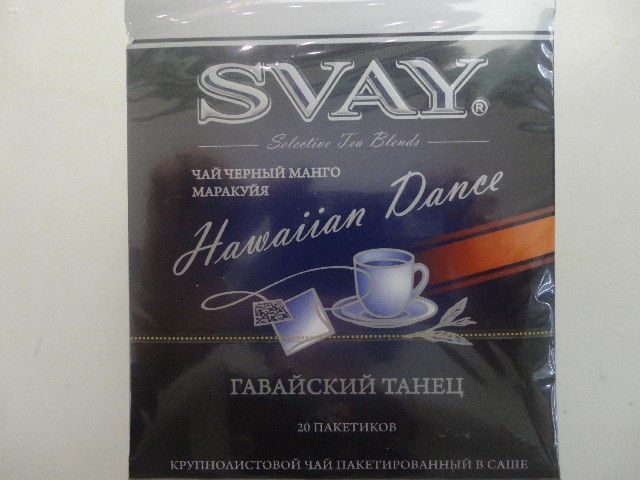 SVAY®
Selective Tea Blends
ЧАЙ ЧЕРНЫЙ МАНГО
МАРАКУЙЯ
Hawaiian Dance
ГАВАЙСКИЙ ТАНЕЦ
20 ПАКЕТИКОВ
КРУПНОЛИСТОВОЙ ЧАЙ ПАКЕТИРОВАННЫЙ В САШЕ